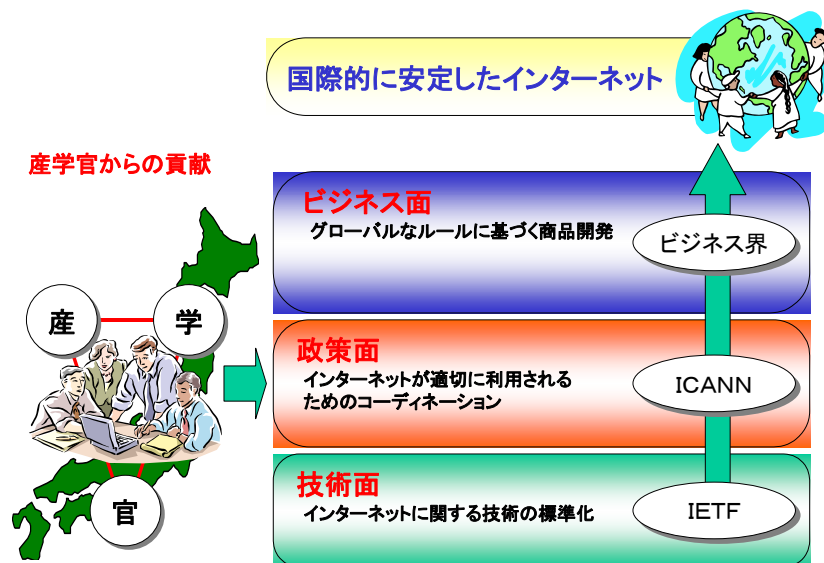 国際的に安定したインターネット
産学官からの貢献
産
学
官
ビジネス面
グローバルなルールに基づく商品開発
ビジネス界
政策面
インターネットが適切に利用される
ためのコーディネーション
ICANN
技術面
インターネットに関する技術の標準化
IETF